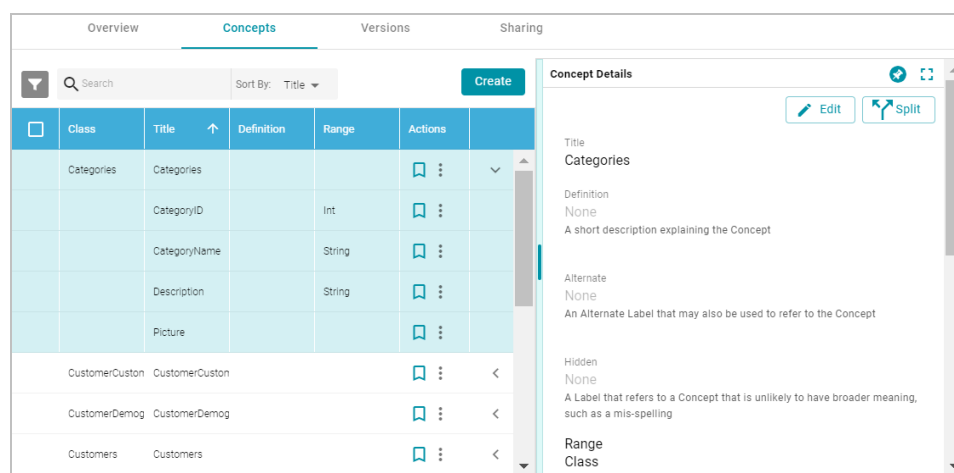 Overview Concepts Versions Sharing
Search Sort By: Title Create
Class Title Definition Range Actions
Categories Categories
CategoryID Int
CategoryName String
Description String
Picture
CustomerCuston CustomerCuston
CustomerDemog CustomerDemog
Customers Customers
Concept Details
Edit Split
Title
Categories
Definition
None
A short description explaining the Concept
Alternate
None
An Alternate Label that may also be used to refer to the Concept
Hidden
None
A Label that refers to a Concept that is unlikely to have broader meaning,
such as a mis-spelling
Range
Class